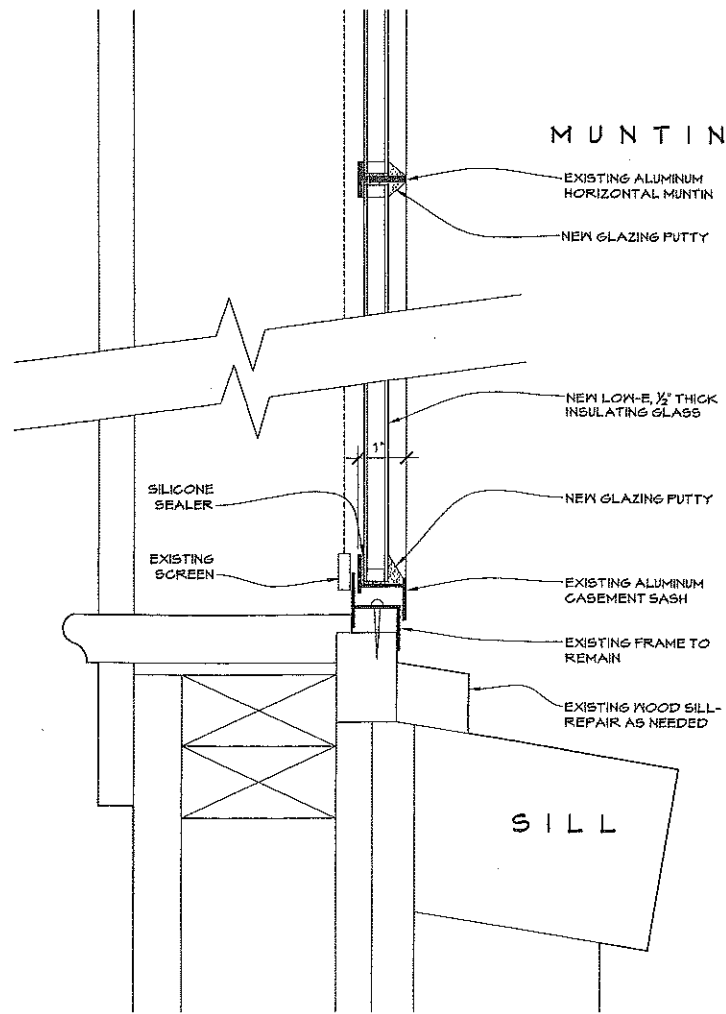 MUNTIN
EXISTING ALUMINUM
HORIZONTAL MUNTIN
NEW GLAZING PUTTY
NEW LOW-E, ½" THICK
INSULATING GLASS
1"
SILICONE
SEALER
NEW GLAZING PUTTY
EXISTING
SCREEN
EXISTING ALUMINUM
CASEMENT SASH
EXISTING FRAME TO
REMAIN
EXISTING WOOD SILL-
REPAIR AS NEEDED
SILL